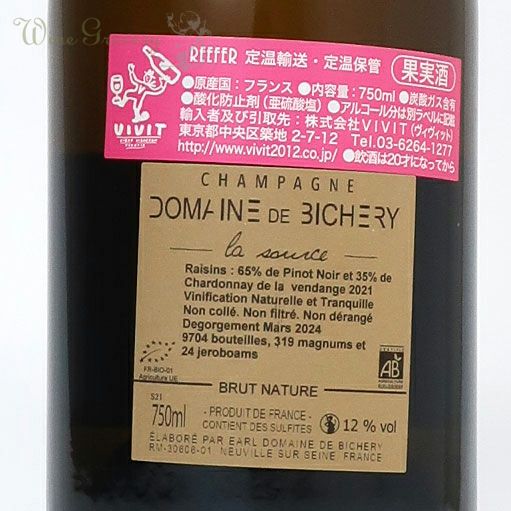 REEFER 定温輸送・定温保管 果実酒
●原産国：フランス ●内容量：750ml ●炭酸ガス含有
●酸化防止剤（亜硫酸塩） ●アルコール分は別ラベルに記載
輸入者及び引取先：株式会社VIVIT（ヴィヴィット）
東京都中央区築地 2-7-12 Tel.03-6264-1277
http://www.vivit2012.co.jp/ ●飲酒は20才になってから
VIVIT
CHAMPAGNE
DOMAINE DE BICHERY
la source
Raisins : 65% de Pinot Noir et 35% de
Chardonnay de la vendange 2021
Vinification Naturelle et Tranquille
Non collé. Non filtré. Non dérangé
Degorgement Mars 2024
9704 bouteilles, 319 magnums et
24 jeroboams
FR-BIO-01
Agriculture UE
AB
AGRICULTURE
BIOLOGIQUE
BRUT NATURE
S21
750ml
- PRODUIT DE FRANCE -
CONTIENT DES SULFITES
12 % vol
ÉLABORÉ PAR EARL DOMAINE DE BICHERY
RM-30606-01 NEUVILLE SUR SEINE, FRANCE